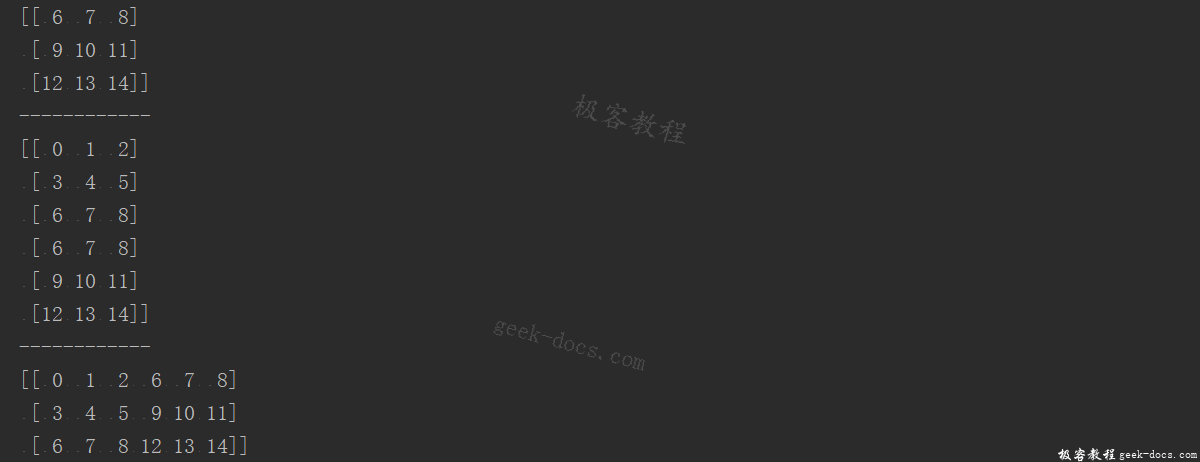 [[ 6  7  8]
 [ 9 10 11]
 [12 13 14]]
------------
[[ 0  1  2]
 [ 3  4  5]
 [ 6  7  8]
 [ 6  7  8]
 [ 9 10 11]
 [12 13 14]]
------------
[[ 0  1  2  6  7  8]
 [ 3  4  5  9 10 11]
 [ 6  7  8 12 13 14]]
极客教程
geek-docs.com
极客教程 geek-docs.com